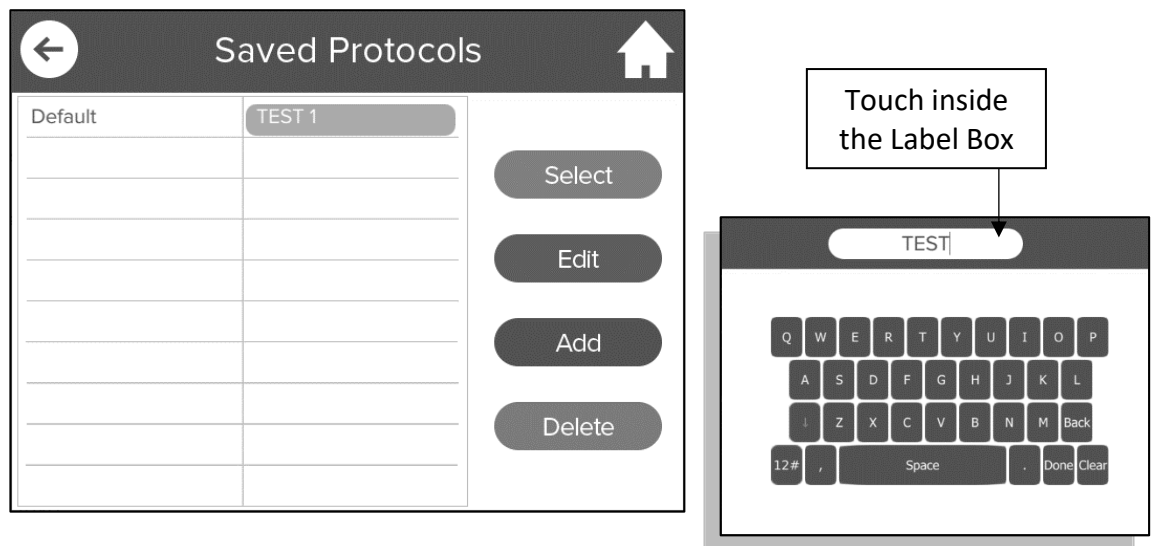 Saved Protocols
Default TEST 1
Select
Edit
Add
Delete
Touch inside
the Label Box
TEST
Q W E R T Y U I O P
A S D F G H J K L
↓ Z X C V B N M Back
12# , Space . Done Clear